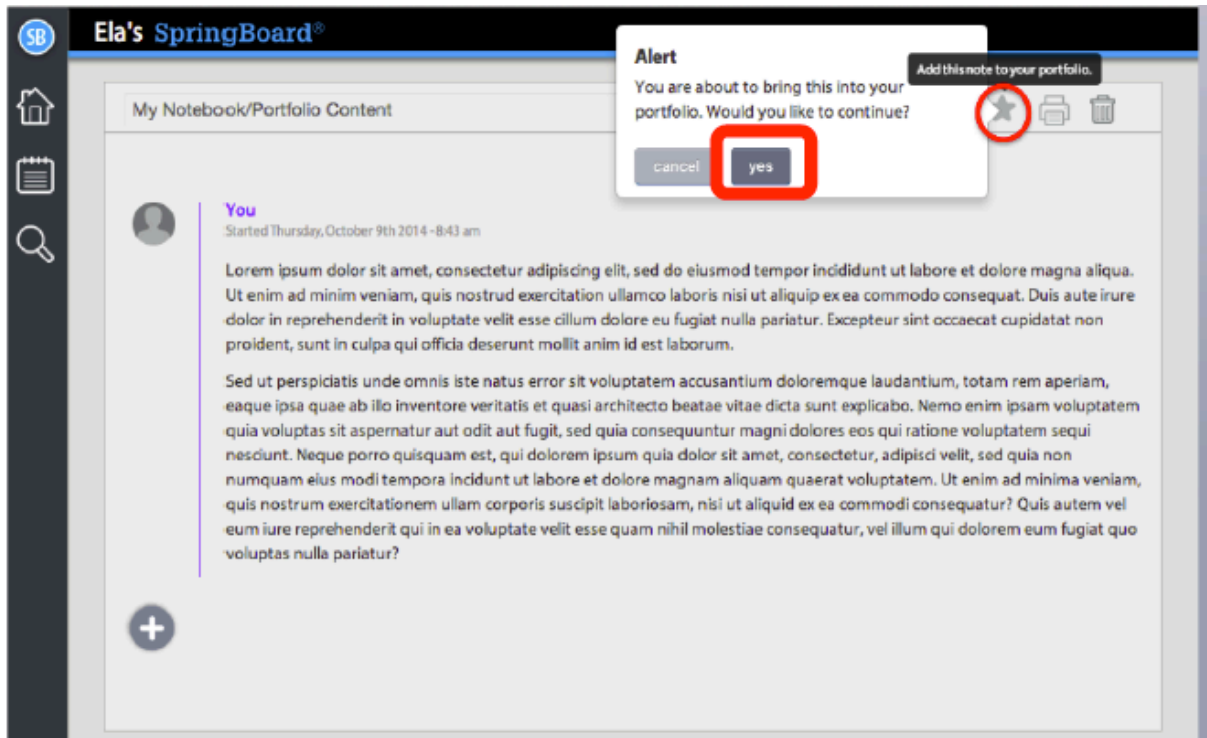 SB
Ela's SpringBoard®
Alert
You are about to bring this into your
portfolio. Would you like to continue?
cancel
yes
Add this note to your portfolio.
My Notebook/Portfolio Content
You
Started Thursday, October 9th 2014 - 8:43 am
Lorem ipsum dolor sit amet, consectetur adipiscing elit, sed do eiusmod tempor incididunt ut labore et dolore magna aliqua.
Ut enim ad minim veniam, quis nostrud exercitation ullamco laboris nisi ut aliquip ex ea commodo consequat. Duis aute irure
dolor in reprehenderit in voluptate velit esse cillum dolore eu fugiat nulla pariatur. Excepteur sint occaecat cupidatat non
proident, sunt in culpa qui officia deserunt mollit anim id est laborum.
Sed ut perspiciatis unde omnis iste natus error sit voluptatem accusantium doloremque laudantium, totam rem aperiam,
eaque ipsa quae ab illo inventore veritatis et quasi architecto beatae vitae dicta sunt explicabo. Nemo enim ipsam voluptatem
quia voluptas sit aspernatur aut odit aut fugit, sed quia consequuntur magni dolores eos qui ratione voluptatem sequi
nesciunt. Neque porro quisquam est, qui dolorem ipsum quia dolor sit amet, consectetur, adipisci velit, sed quia non
numquam eius modi tempora incidunt ut labore et dolore magnam aliquam quaerat voluptatem. Ut enim ad minima veniam,
quis nostrum exercitationem ullam corporis suscipit laboriosam, nisi ut aliquid ex ea commodi consequatur? Quis autem vel
eum iure reprehenderit qui in ea voluptate velit esse quam nihil molestiae consequatur, vel illum qui dolorem eum fugiat quo
voluptas nulla pariatur?